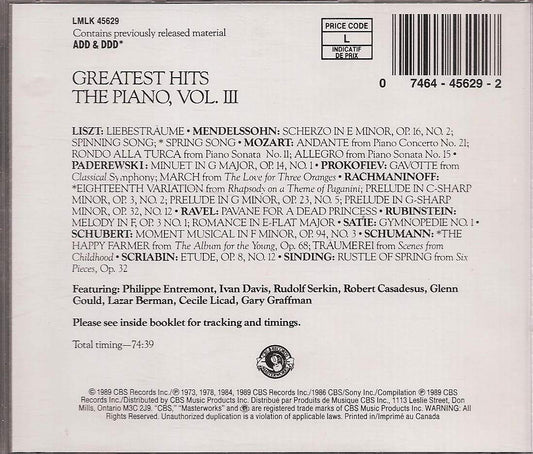 LMLK 45629
Contains previously released material
ADD & DDD*
PRICE CODE
L
INDICATIF
DE PRIX
0 7464-45629-2
GREATEST HITS
THE PIANO, VOL. III
LISZT: LIEBESTRÄUME • MENDELSSOHN: SCHERZO IN E MINOR, OP. 16, NO. 2;
SPINNING SONG; * SPRING SONG • MOZART: ANDANTE from Piano Concerto No. 21;
RONDO ALLA TURCA from Piano Sonata No. 11; ALLEGRO from Piano Sonata No. 15 •
PADEREWSKI: MINUET IN G MAJOR, OP. 14, NO. 1 • PROKOFIEV: GAVOTTE from
Classical Symphony; MARCH from The Love for Three Oranges • RACHMANINOFF:
*EIGHTEENTH VARIATION from Rhapsody on a Theme of Paganini; PRELUDE IN C-SHARP
MINOR, OP. 3, NO. 2; PRELUDE IN G MINOR, OP. 23, NO. 5; PRELUDE IN G-SHARP
MINOR, OP. 32, NO. 12 • RAVEL: PAVANE FOR A DEAD PRINCESS • RUBINSTEIN:
MELODY IN F, OP. 3 NO. 1; ROMANCE IN E-FLAT MAJOR • SATIE: GYMNOPEDIE NO. 1 •
SCHUBERT: MOMENT MUSICAL IN F MINOR, OP. 94, NO. 3 • SCHUMANN: *THE
HAPPY FARMER from The Album for the Young, Op. 68; TRÄUMEREI from Scenes from
Childhood • SCRIABIN: ETUDE, OP. 8, NO. 12 • SINDING: RUSTLE OF SPRING from Six
Pieces, Op. 32
Featuring: Philippe Entremont, Ivan Davis, Rudolf Serkin, Robert Casadesus, Glenn
Gould, Lazar Berman, Cecile Licad, Gary Graffman
Please see inside booklet for tracking and timings.
Total timing—74:39
© 1989 CBS Records Inc./℗ 1973, 1978, 1984, 1989 CBS Records Inc./1986 CBS/Sony Inc./Compilation ℗ 1989 CBS
Records Inc./Distributed by CBS Music Products Inc. Distribué par Produits de Musique CBS Inc., 1113 Leslie Street, Don
Mills, Ontario M3C 2J9. "CBS," "Masterworks" and are registered trade marks of CBS Music Products Inc. WARNING: All
Rights Reserved. Unauthorized duplication is a violation of applicable laws. Printed in/Imprimé au Canada